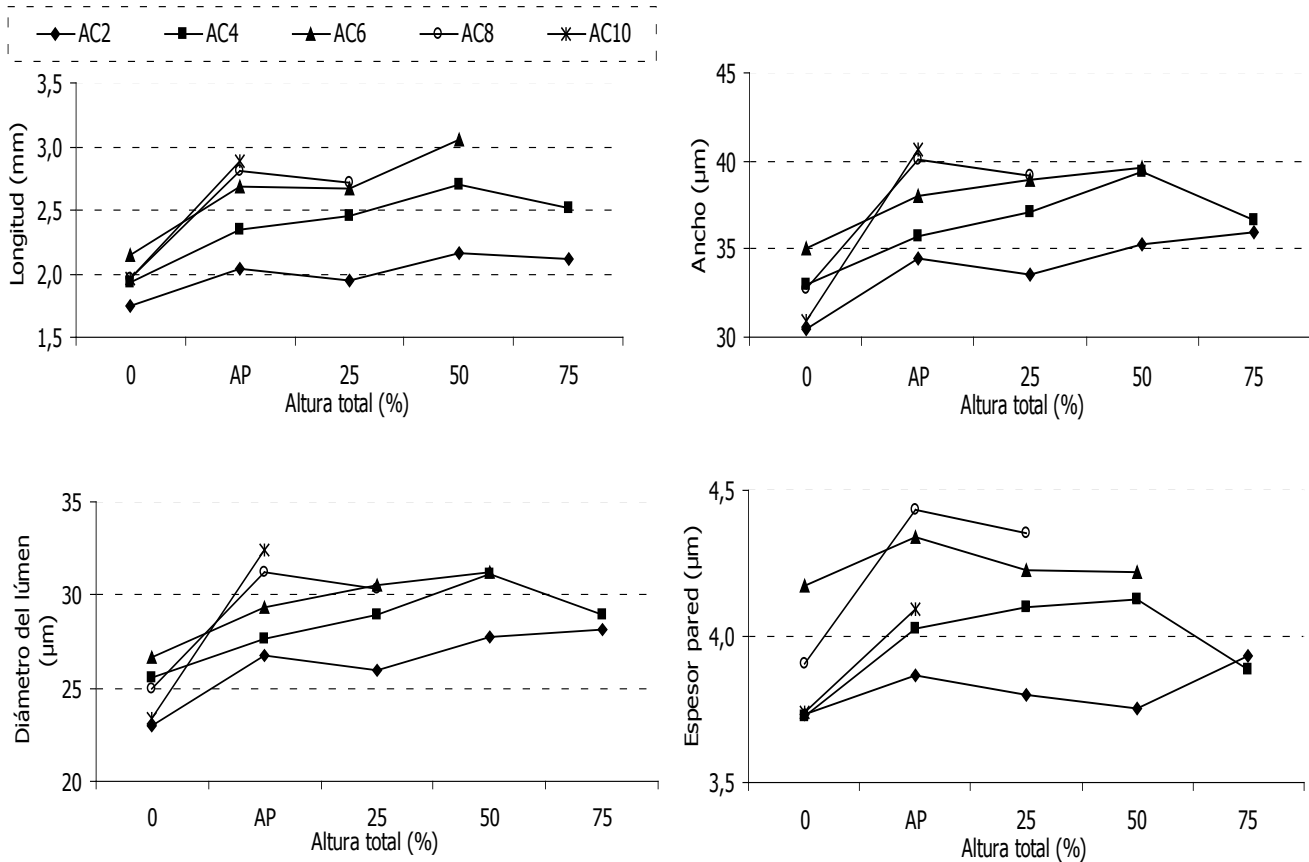 AC2 AC4 AC6 AC8 AC10
Longitud (mm)
3,5
3,0
2,5
2,0
1,5
0 AP 25 50 75
Altura total (%)
Ancho (µm)
45
40
35
30
0 AP 25 50 75
Altura total (%)
Diámetro del lúmen
(µm)
35
30
25
20
0 AP 25 50 75
Altura total (%)
Espesor pared (µm)
4,5
4,0
3,5
0 AP 25 50 75
Altura total (%)